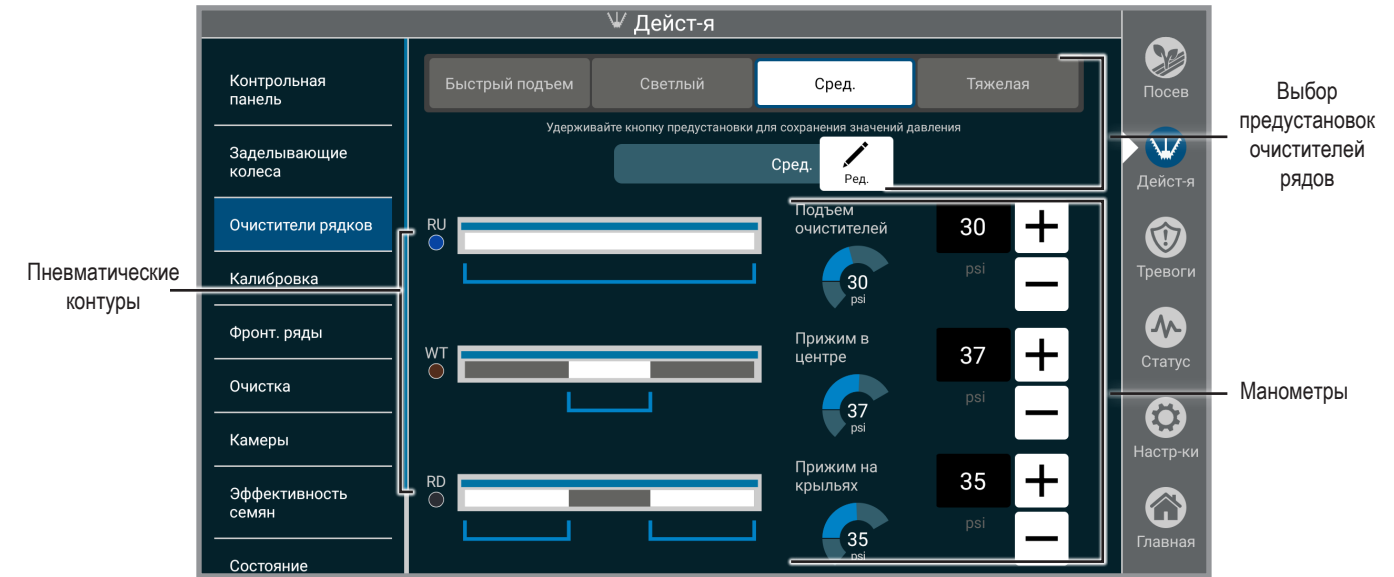 Дейст-я
Контрольная
панель
Заделывающие
колеса
Очистители рядков
Калибровка
Фронт. ряды
Очистка
Камеры
Эффективность
семян
Состояние
Быстрый подъем
Светлый
Сред.
Тяжелая
Удерживайте кнопку предустановки для сохранения значений давления
Сред.
Ред.
RU
Подъем
очистителей
30
psi
30
psi
WT
Прижим в
центре
37
psi
37
psi
RD
Прижим на
крыльях
35
psi
35
psi
Посев
Дейст-я
Тревоги
Статус
Настр-ки
Главная
Пневматические
контуры
Выбор
предустановок
очистителей
рядов
Манометры